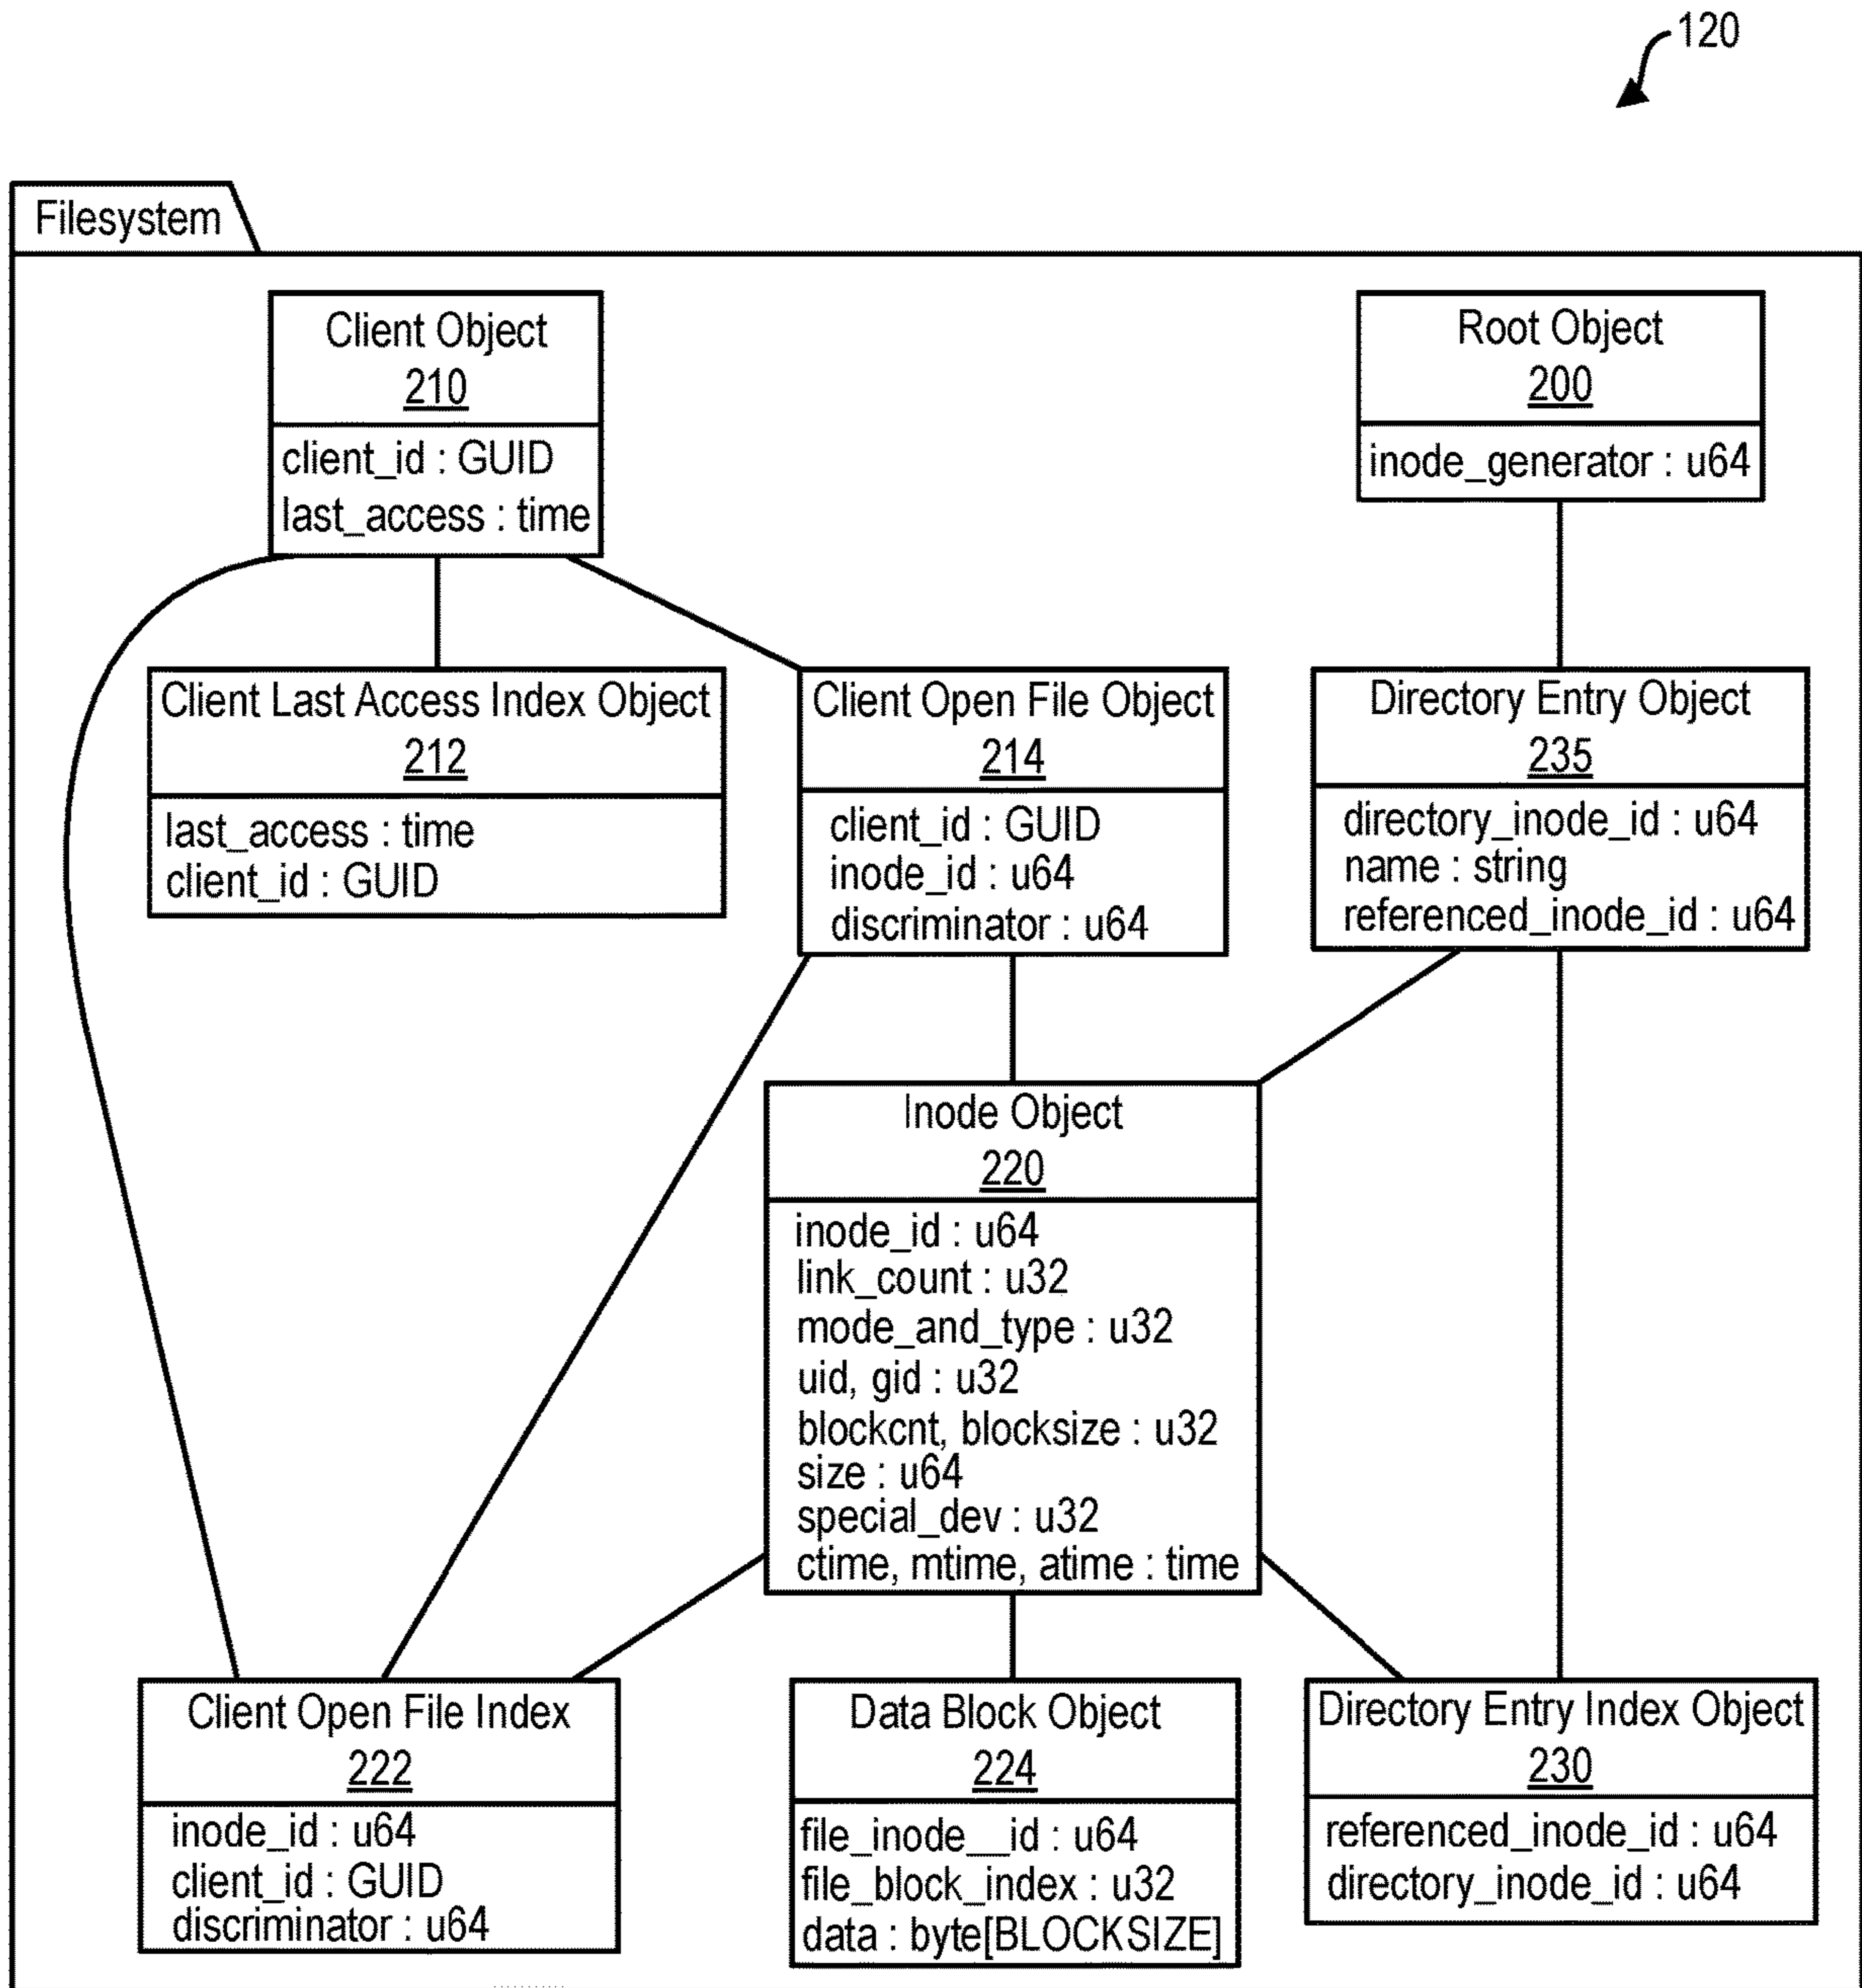 120
Filesystem
Client Object
210
client_id : GUID
last_access : time
Root Object
200
inode_generator : u64
Client Last Access Index Object
212
last_access : time
client_id : GUID
Client Open File Object
214
client_id : GUID
inode_id : u64
discriminator : u64
Directory Entry Object
235
directory_inode_id : u64
name : string
referenced_inode_id : u64
Inode Object
220
inode_id : u64
link_count : u32
mode_and_type : u32
uid, gid : u32
blockcnt, blocksize : u32
size : u64
special_dev : u32
ctime, mtime, atime : time
Client Open File Index
222
inode_id : u64
client_id : GUID
discriminator : u64
Data Block Object
224
file_inode__id : u64
file_block_index : u32
data : byte[BLOCKSIZE]
Directory Entry Index Object
230
referenced_inode_id : u64
directory_inode_id : u64